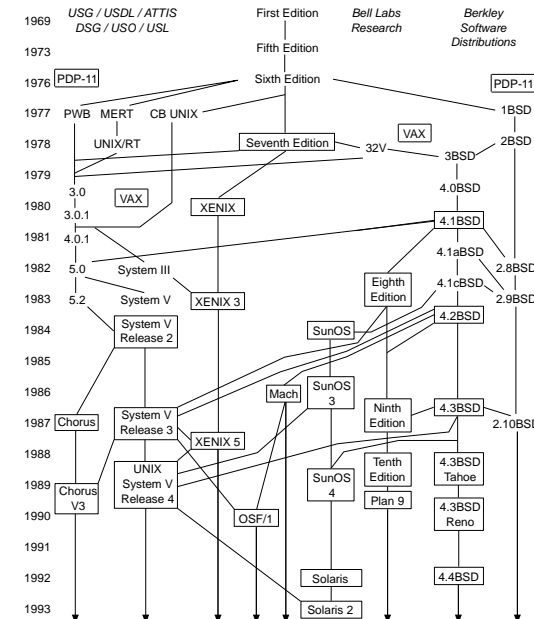 USG / USDL / ATTIS
DSG / USO / USL
Bell Labs
Research
Berkley
Software
Distributions
1969
First Edition
1973
Fifth Edition
1976
PDP-11
Sixth Edition
PDP-11
1977
PWB
MERT
CB UNIX
1BSD
1978
UNIX/RT
Seventh Edition
32V
VAX
3BSD
2BSD
1979
3.0
4.0BSD
1980
3.0.1
VAX
XENIX
4.1BSD
1981
4.0.1
4.1aBSD
1982
5.0
System III
2.8BSD
4.1cBSD
Eighth
Edition
1983
5.2
System V
XENIX 3
2.9BSD
4.2BSD
1984
System V
Release 2
SunOS
1985
1986
Mach
SunOS
3
1987
Chorus
System V
Release 3
Ninth
Edition
4.3BSD
2.10BSD
1988
XENIX 5
1989
Chorus
V3
UNIX
System V
Release 4
SunOS
4
Tenth
Edition
4.3BSD
Tahoe
1990
OSF/1
Plan 9
4.3BSD
Reno
1991
1992
Solaris
4.4BSD
1993
Solaris 2